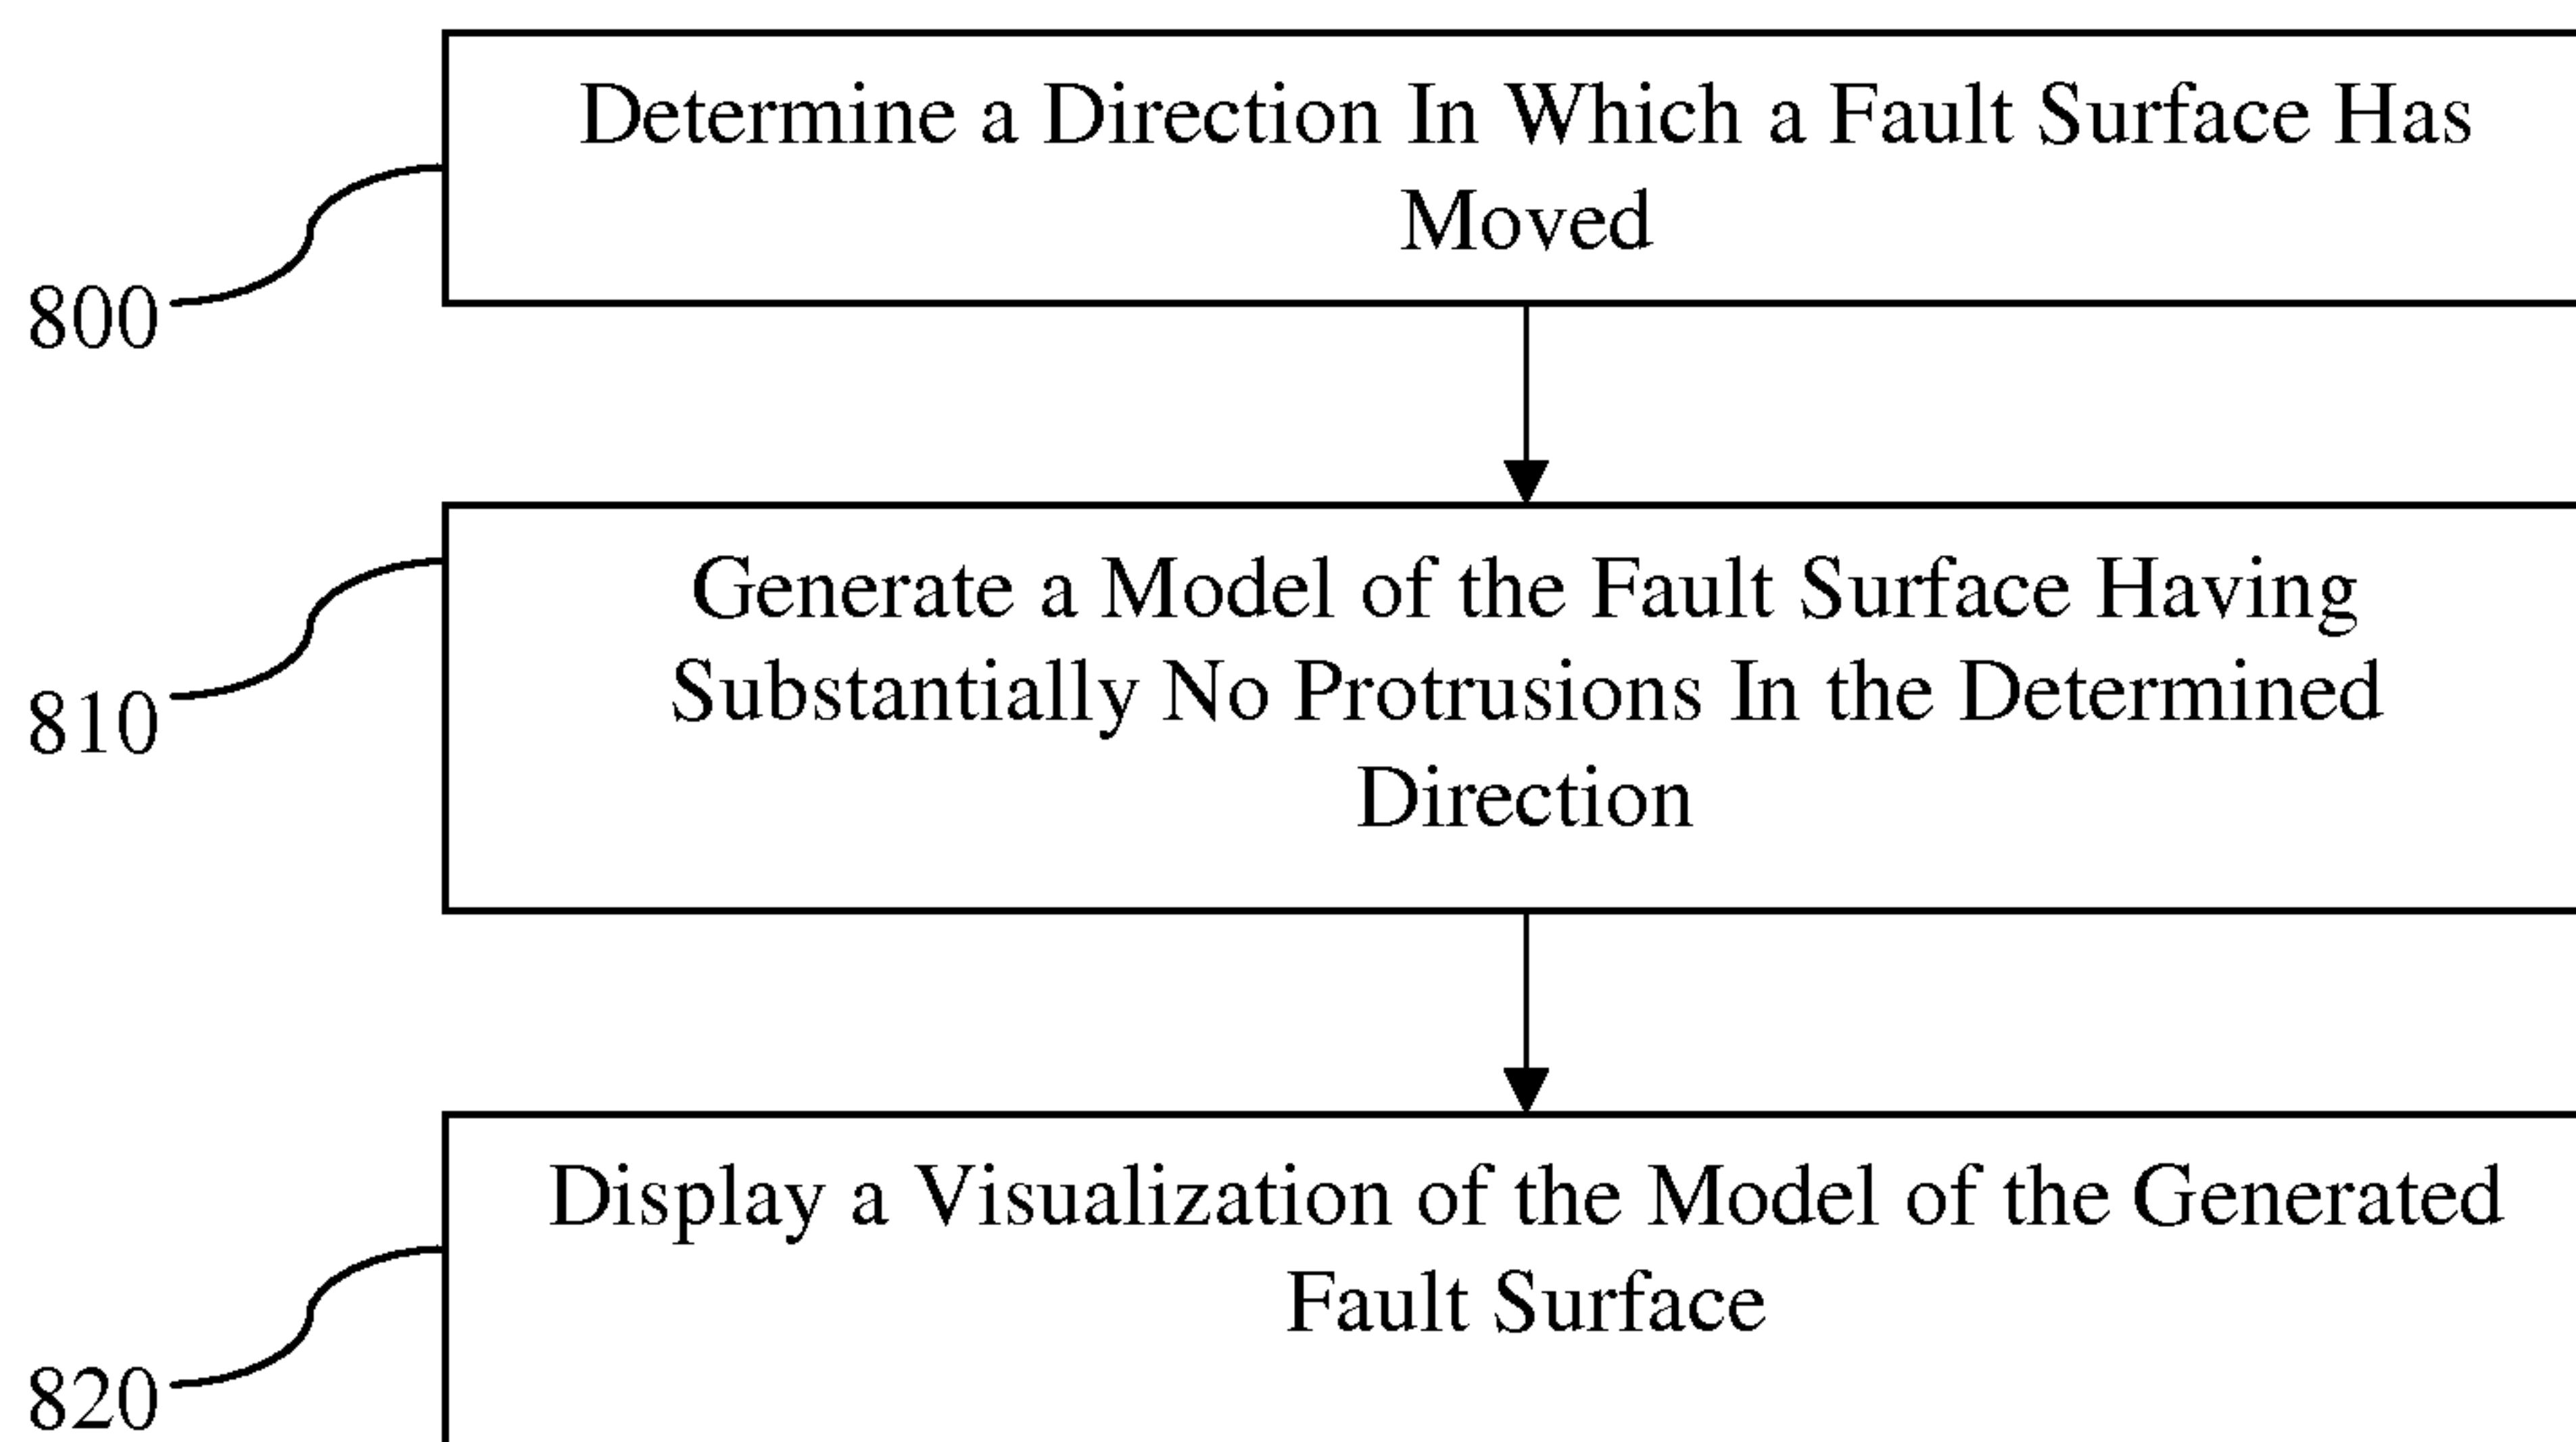 Determine a Direction In Which a Fault Surface Has
Moved
800
Generate a Model of the Fault Surface Having
Substantially No Protrusions In the Determined
Direction
810
Display a Visualization of the Model of the Generated
Fault Surface
820